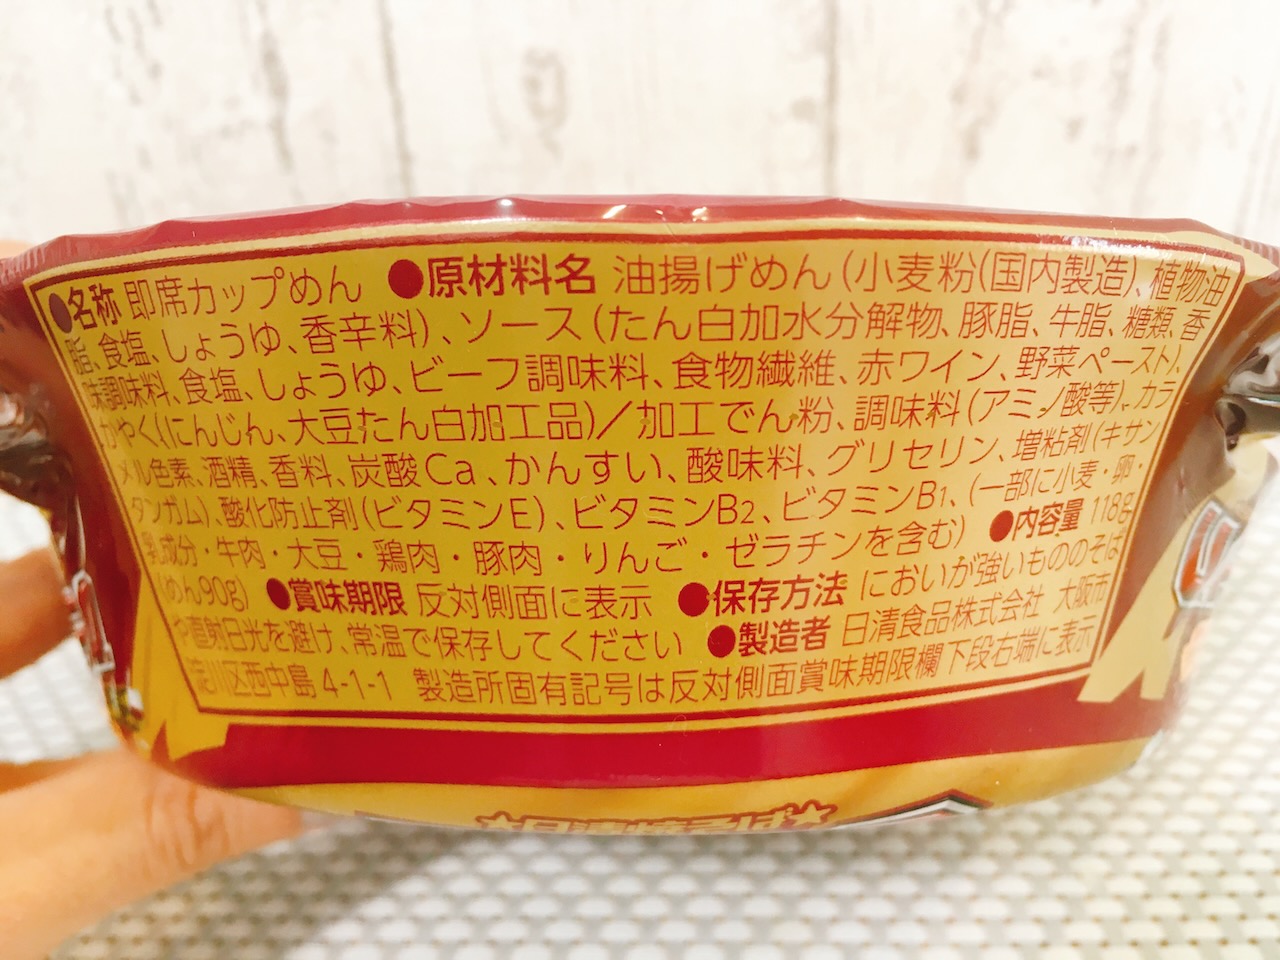 ●名称 即席カップめん ●原材料名 油揚げめん(小麦粉(国内製造)、植物油
脂、食塩、しょうゆ、香辛料)、ソース(たん白加水分解物、豚脂、牛脂、糖類、香
味調味料、食塩、しょうゆ、ビーフ調味料、食物繊維、赤ワイン、野菜ペースト)、
かやく(にんじん、大豆たん白加工品)/加工でん粉、調味料(アミノ酸等)、カラ
メル色素、酒精、香料、炭酸Ca、かんすい、酸味料、グリセリン、増粘剤(キサン
タンガム)、酸化防止剤(ビタミンE)、ビタミンB2、ビタミンB1、(一部に小麦・卵・
乳成分・牛肉・大豆・鶏肉・豚肉・りんご・ゼラチンを含む) ●内容量 118g
(めん90g) ●賞味期限 反対側面に表示 ●保存方法 においが強いもののそば
や直射日光を避け、常温で保存してください ●製造者 日清食品株式会社 大阪市
淀川区西中島4-1-1 製造所固有記号は反対側面賞味期限欄下段右端に表示
★日清焼そば★